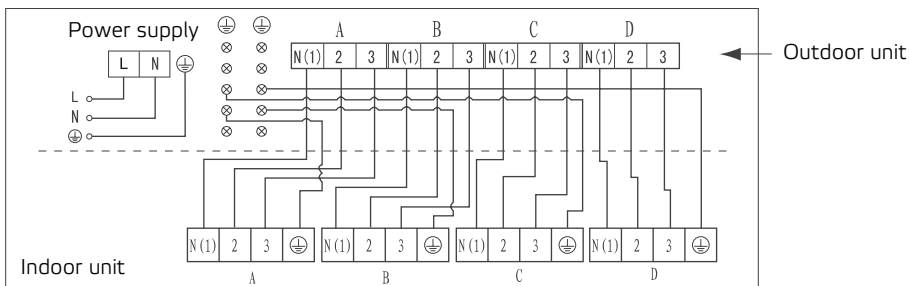 Power supply
A B C D
N(1) 2 3 N(1) 2 3 N(1) 2 3 N(1) 2 3
Outdoor unit
L N
L
N
N(1) 2 3 N(1) 2 3 N(1) 2 3 N(1) 2 3
Indoor unit
A B C D